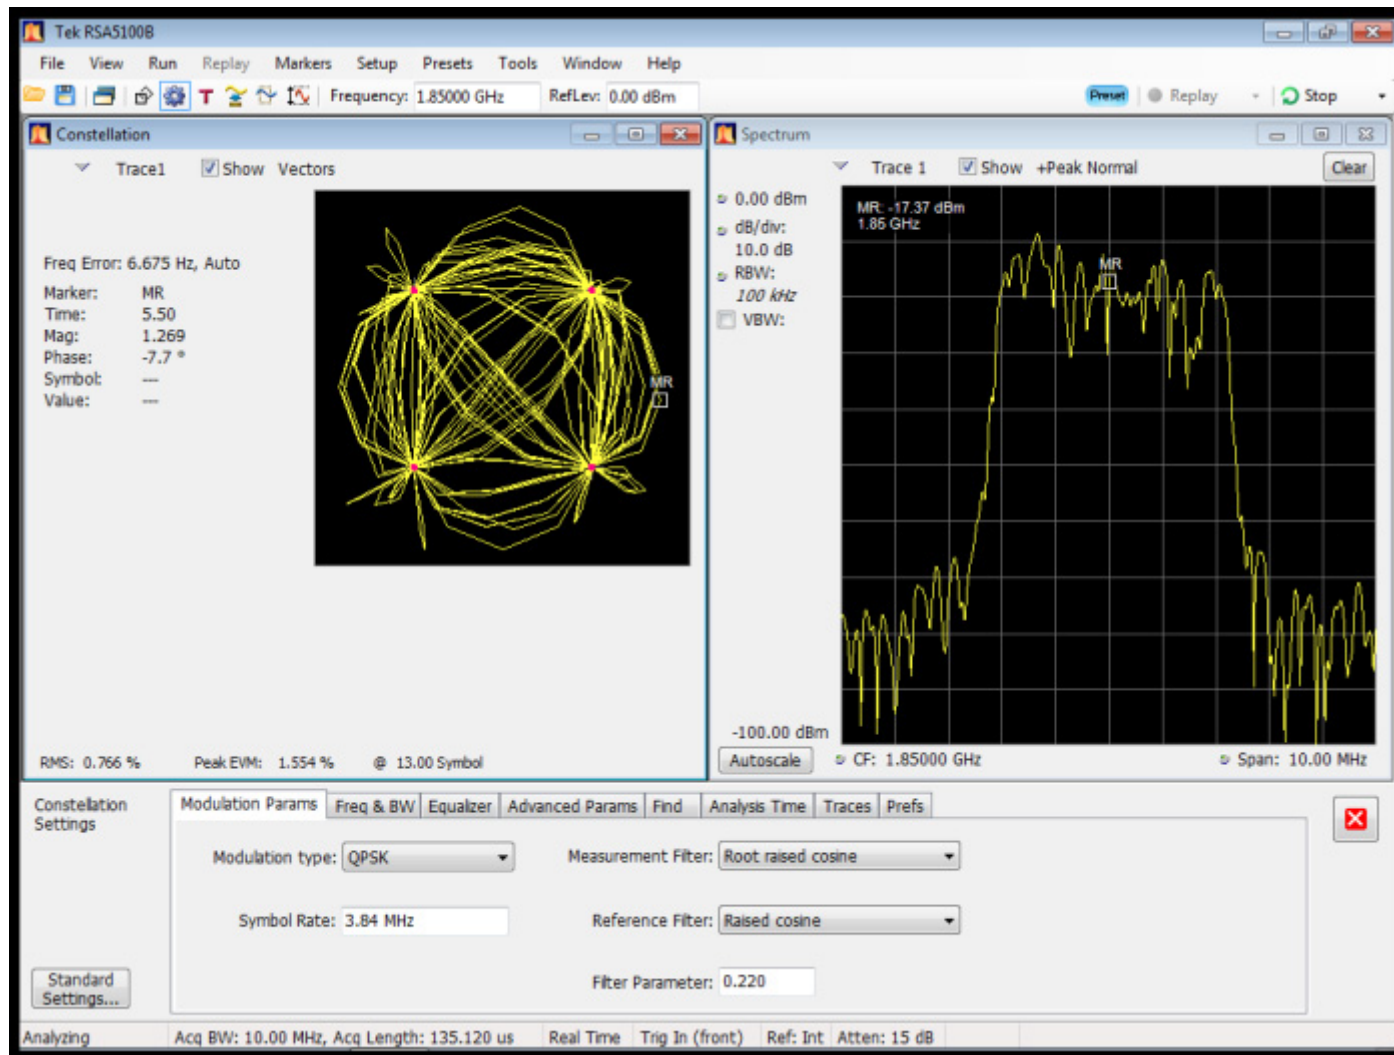 Tek RSA5100B
File View Run Replay Markers Setup Presets Tools Window Help
T Frequency: 1.85000 GHz RefLev: 0.00 dBm Preset Replay Stop
Constellation
Trace1 Show Vectors
Freq Error: 6.675 Hz, Auto
Marker: MR
Time: 5.50
Mag: 1.269
Phase: -7.7 °
Symbol: ---
Value: ---
MR
RMS: 0.766 % Peak EVM: 1.554 % @ 13.00 Symbol
Spectrum
Trace 1 Show +Peak Normal Clear
0.00 dBm
dB/div:
10.0 dB
RBW:
100 kHz
VBW:
MR: -17.37 dBm
1.85 GHz
MR
-100.00 dBm
Autoscale CF: 1.85000 GHz Span: 10.00 MHz
Constellation
Settings
Modulation Params Freq & BW Equalizer Advanced Params Find Analysis Time Traces Prefs
Modulation type: QPSK Measurement Filter: Root raised cosine
Symbol Rate: 3.84 MHz Reference Filter: Raised cosine
Filter Parameter: 0.220
Standard
Settings...
Analyzing Acq BW: 10.00 MHz, Acq Length: 135.120 us Real Time Trig In (front) Ref: Int Atten: 15 dB